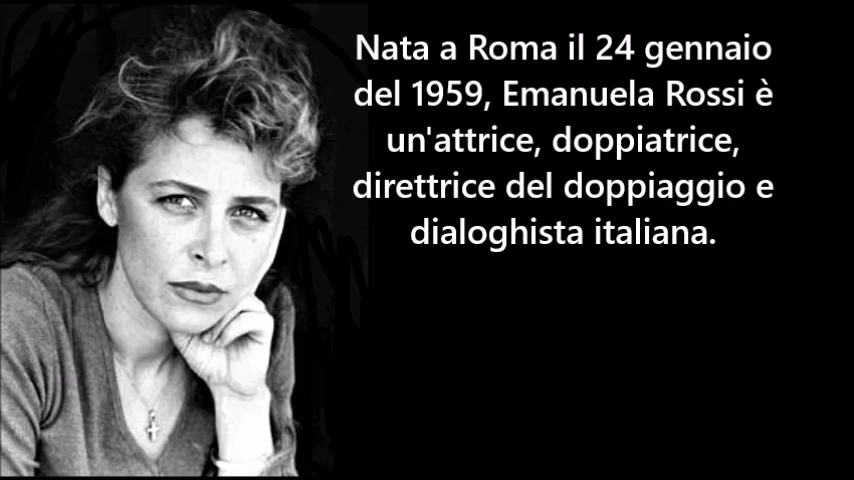 Nata a Roma il 24 gennaio
del 1959, Emanuela Rossi è
un'attrice, doppiatrice,
direttrice del doppiaggio e
dialoghista italiana.